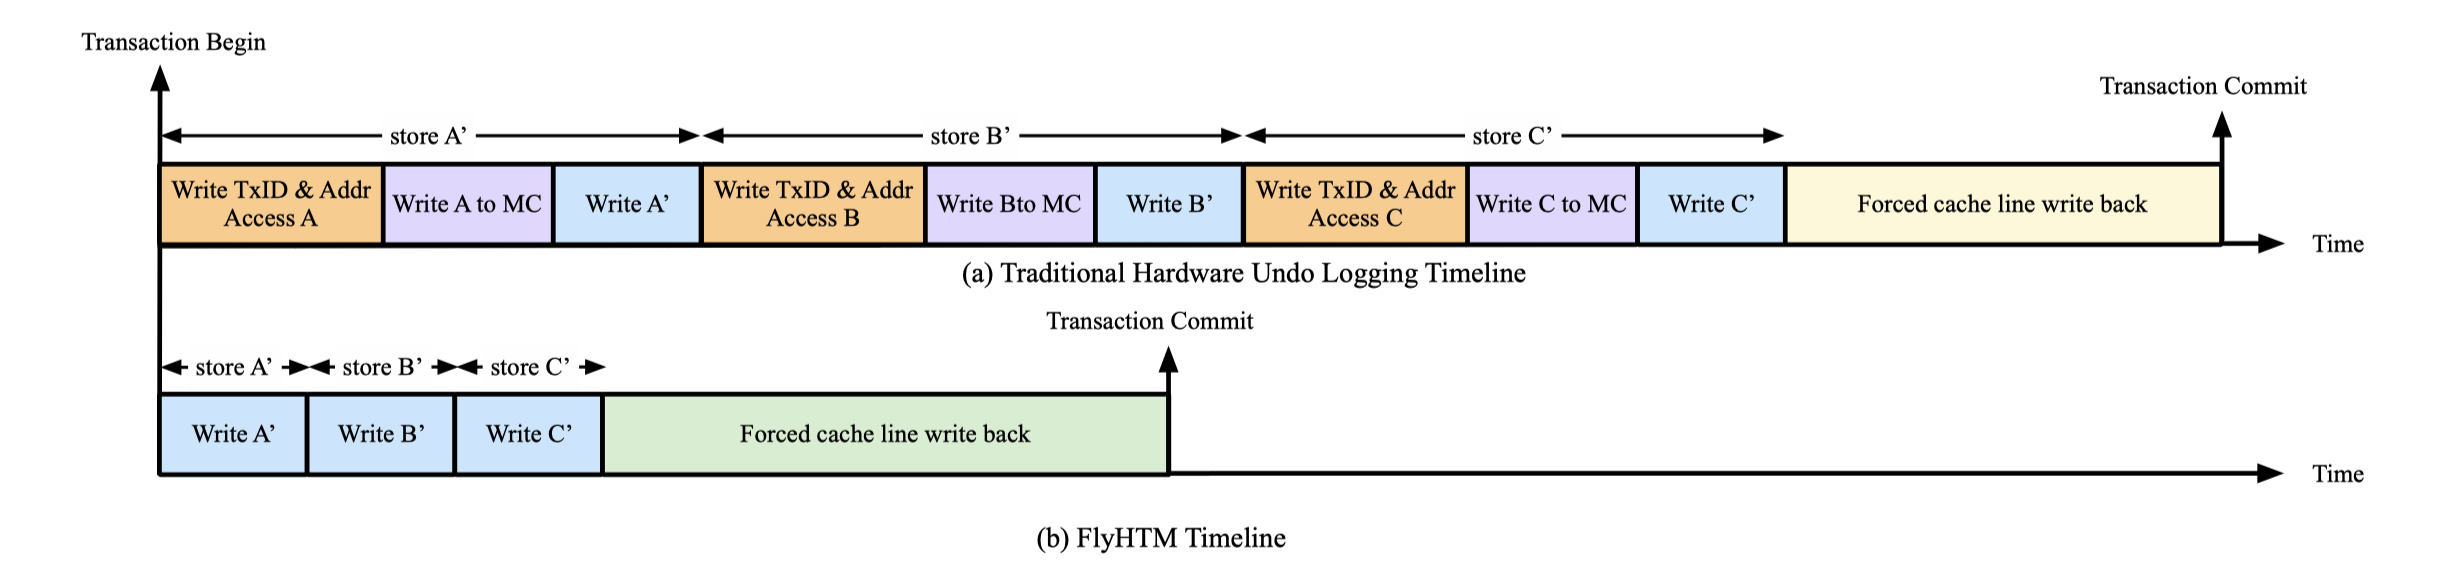 Transaction Begin
Transaction Commit
store A’
store B’
store C’
Write TxID & Addr
Access A
Write A to MC
Write A’
Write TxID & Addr
Access B
Write Bto MC
Write B’
Write TxID & Addr
Access C
Write C to MC
Write C’
Forced cache line write back
Time
(a) Traditional Hardware Undo Logging Timeline
Transaction Commit
store A’
store B’
store C’
Write A’
Write B’
Write C’
Forced cache line write back
Time
(b) FlyHTM Timeline